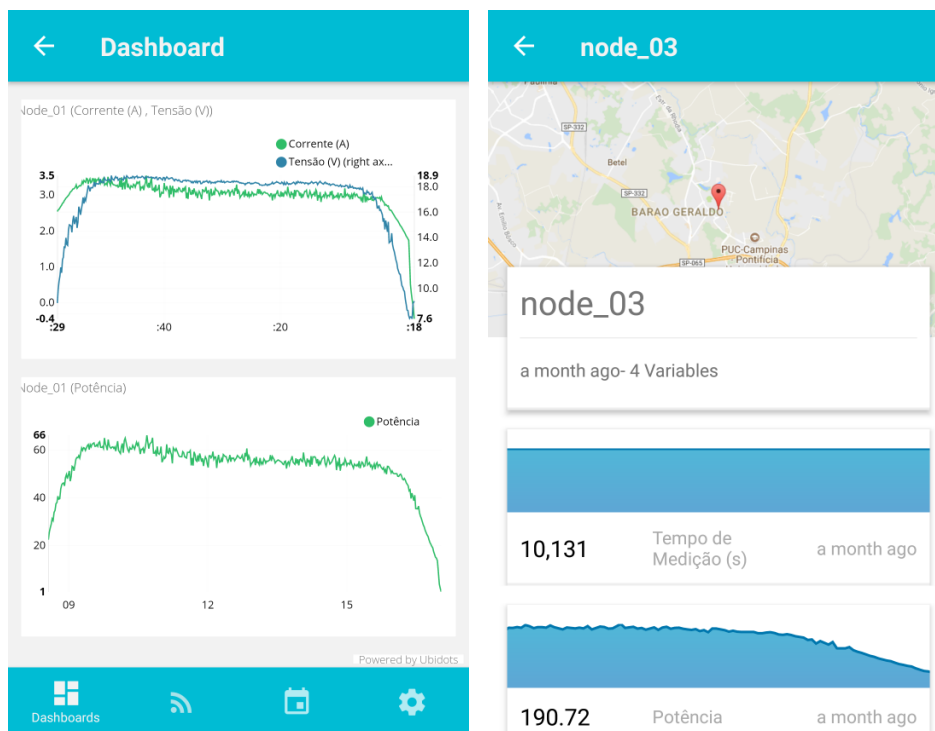 Dashboard
Node_01 (Corrente (A) , Tensão (V))
Corrente (A)
Tensão (V) (right ax...
3.5
3.0
2.0
1.0
0.0
-0.4
18.9
18.0
16.0
14.0
12.0
10.0
7.6
:29
:40
:20
:18
Node_01 (Potência)
Potência
66
60
40
20
1
09
12
15
Powered by Ubidots
Dashboards
node_03
Paulínia
SP-332
Betel
SP-332
BARAO GERALDO
PUC-Campinas
Pontifícia
SP-065
node_03
a month ago- 4 Variables
10,131
Tempo de
Medição (s)
a month ago
190.72
Potência
a month ago